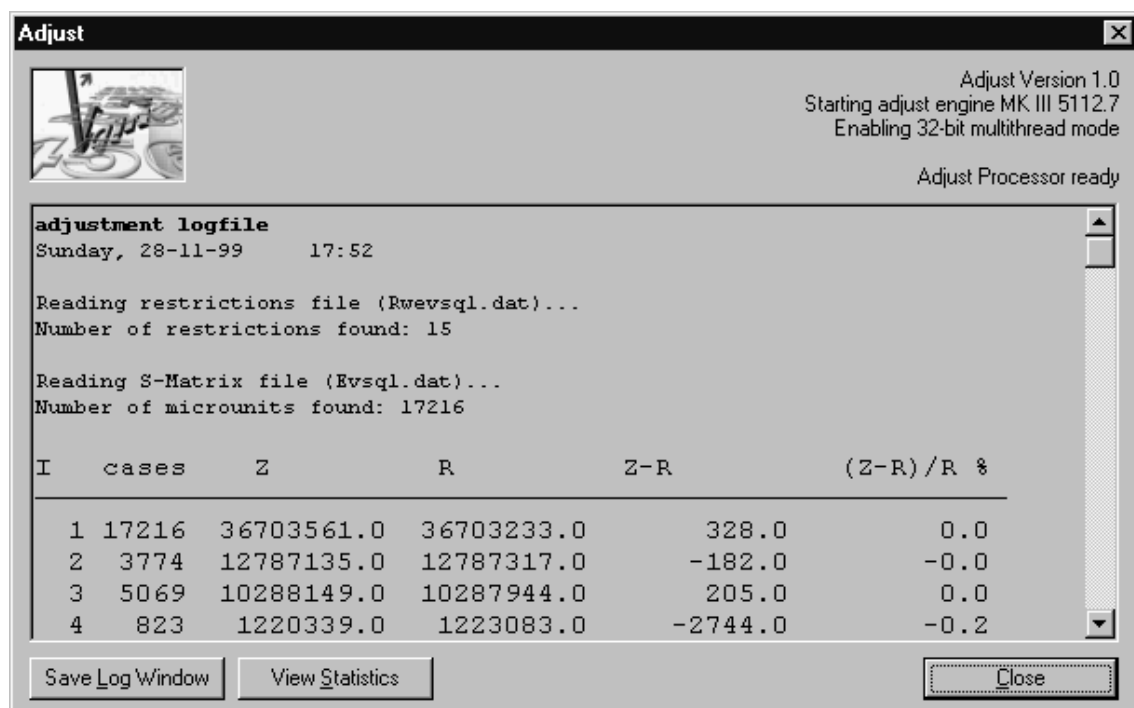 Adjust
Adjust Version 1.0
Starting adjust engine MK III 5112.7
Enabling 32-bit multithread mode
Adjust Processor ready
adjustment logfile
Sunday, 28-11-99 17:52
Reading restrictions file (Rwevsql.dat)...
Number of restrictions found: 15
Reading S-Matrix file (Evsql.dat)...
Number of microunits found: 17216
I cases Z R Z-R (Z-R)/R %
1 17216 36703561.0 36703233.0 328.0 0.0
2 3774 12787135.0 12787317.0 -182.0 -0.0
3 5069 10288149.0 10287944.0 205.0 0.0
4 823 1220339.0 1223083.0 -2744.0 -0.2
Save Log Window View Statistics Close